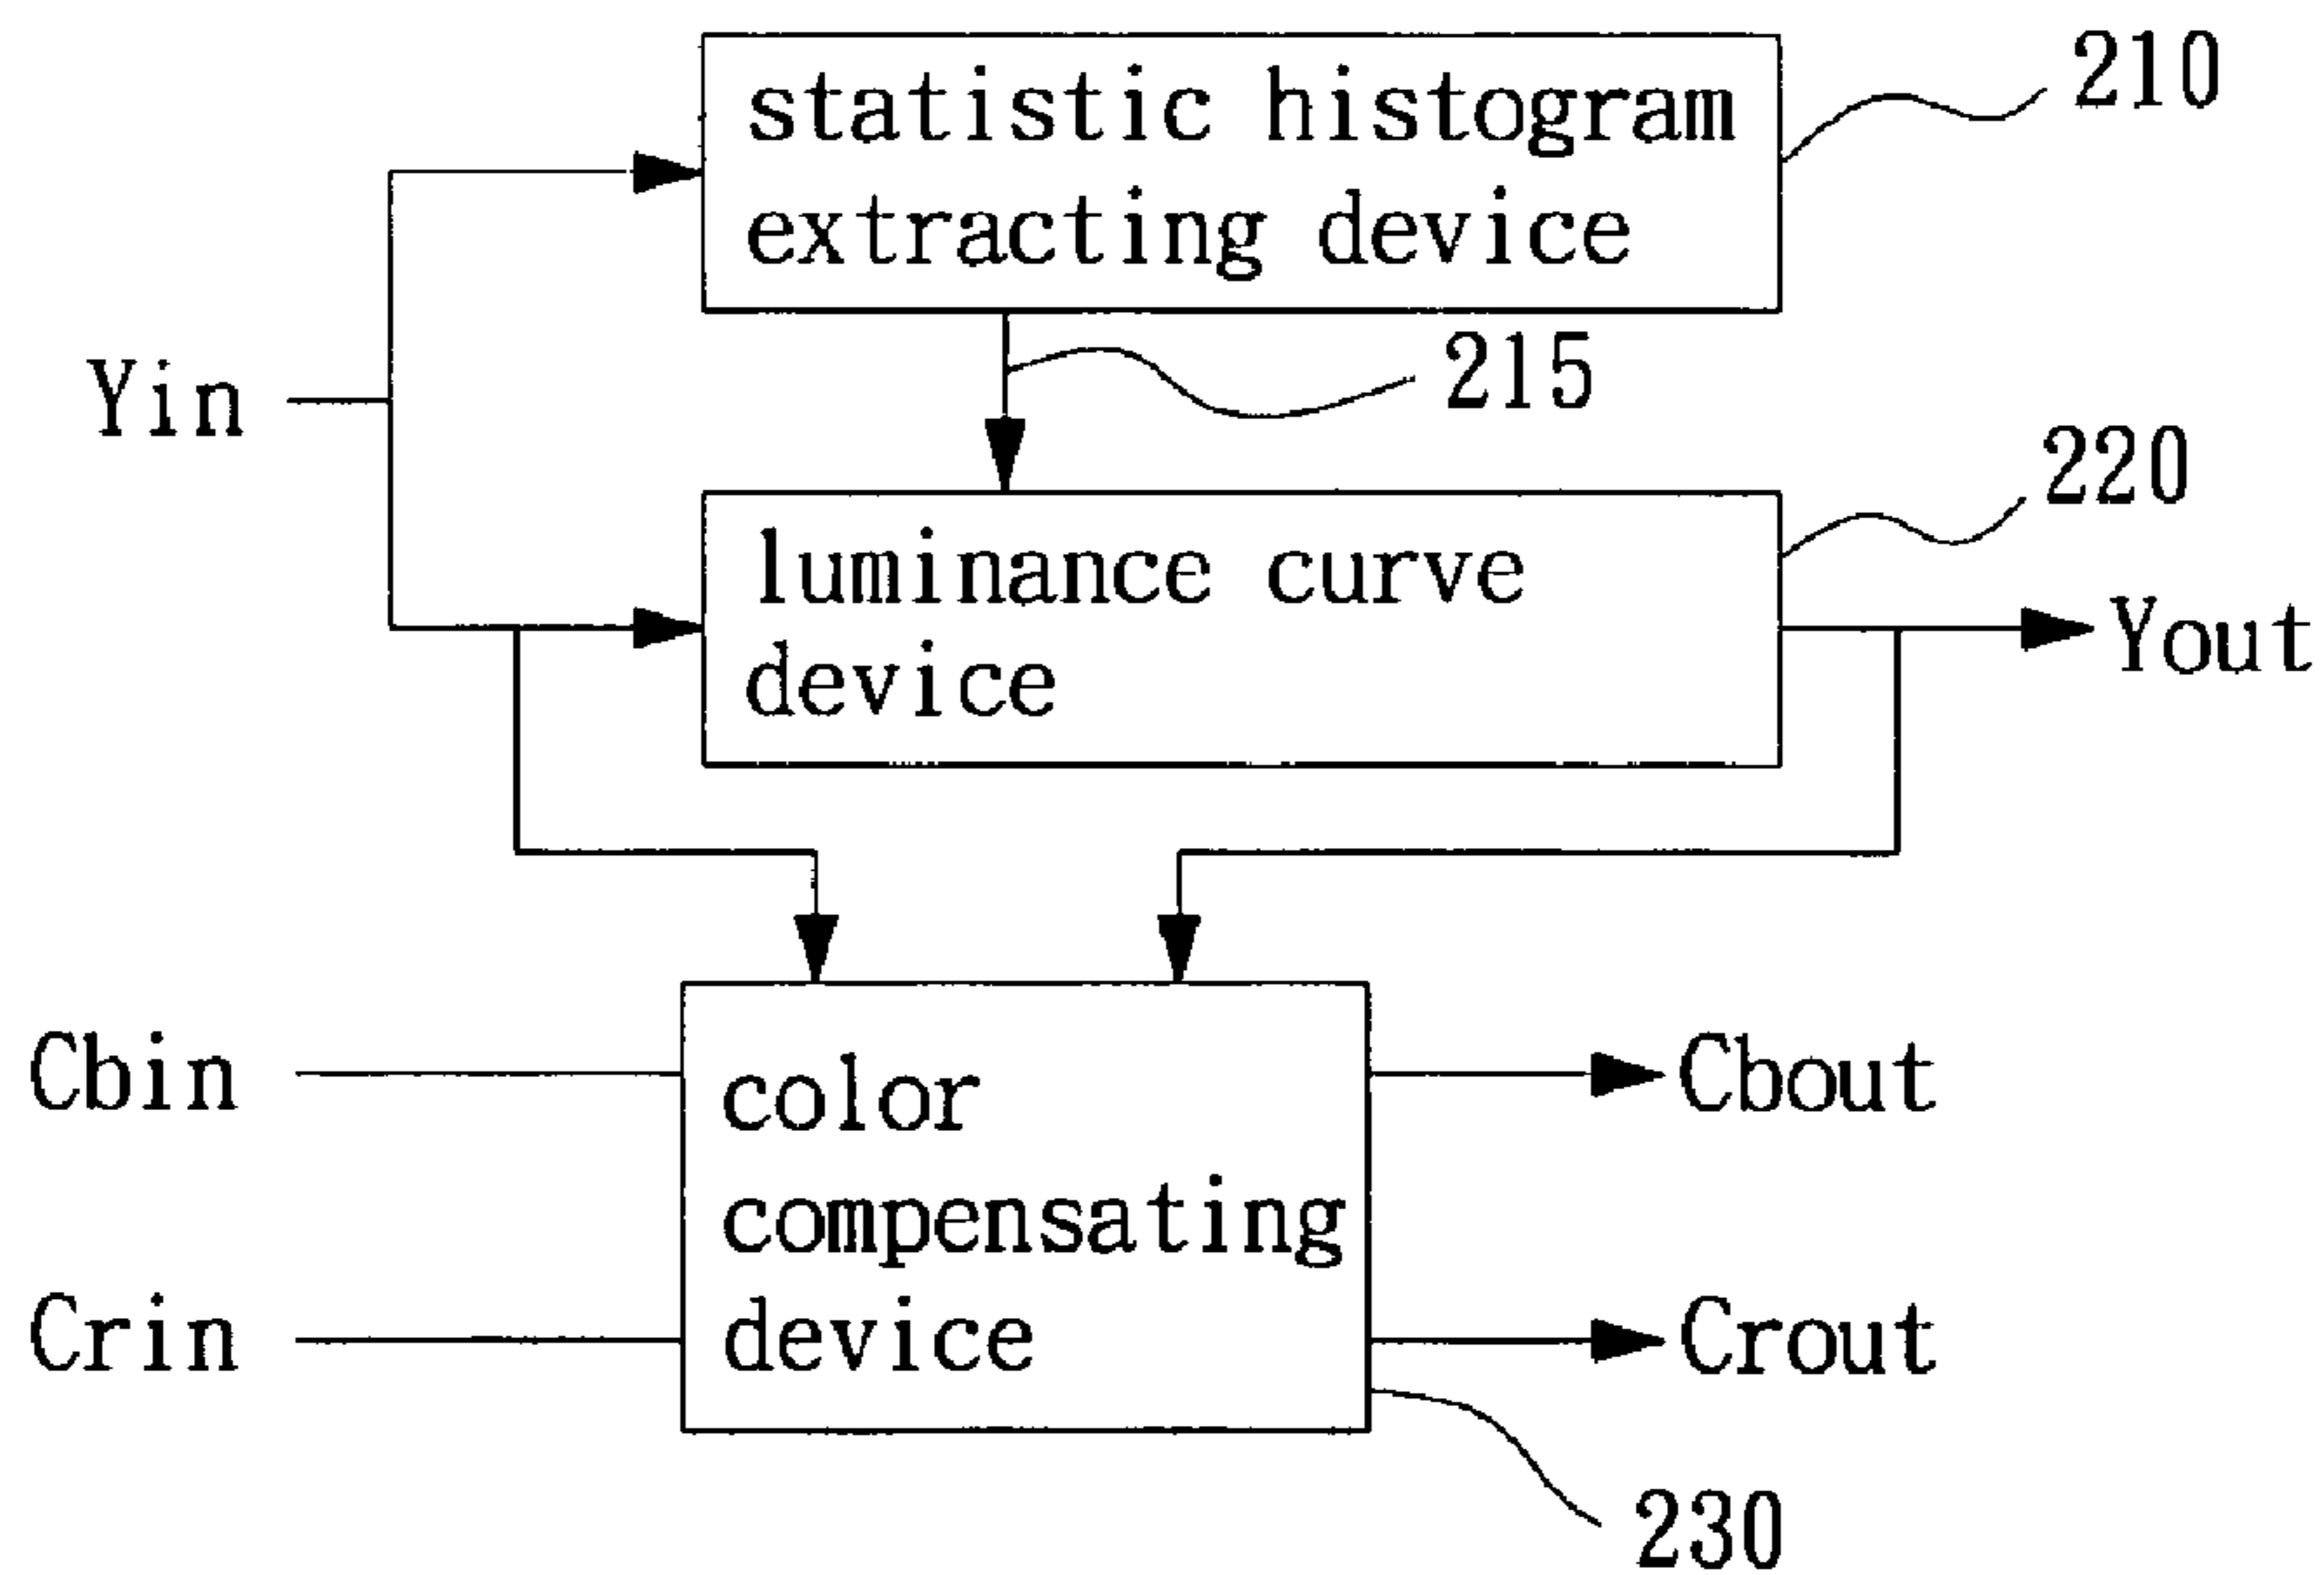 210
statistic histogram
extracting device
215
Yin
220
luminance curve
device
Yout
Cbin
color
compensating
device
Cbout
Crin
Crout
230